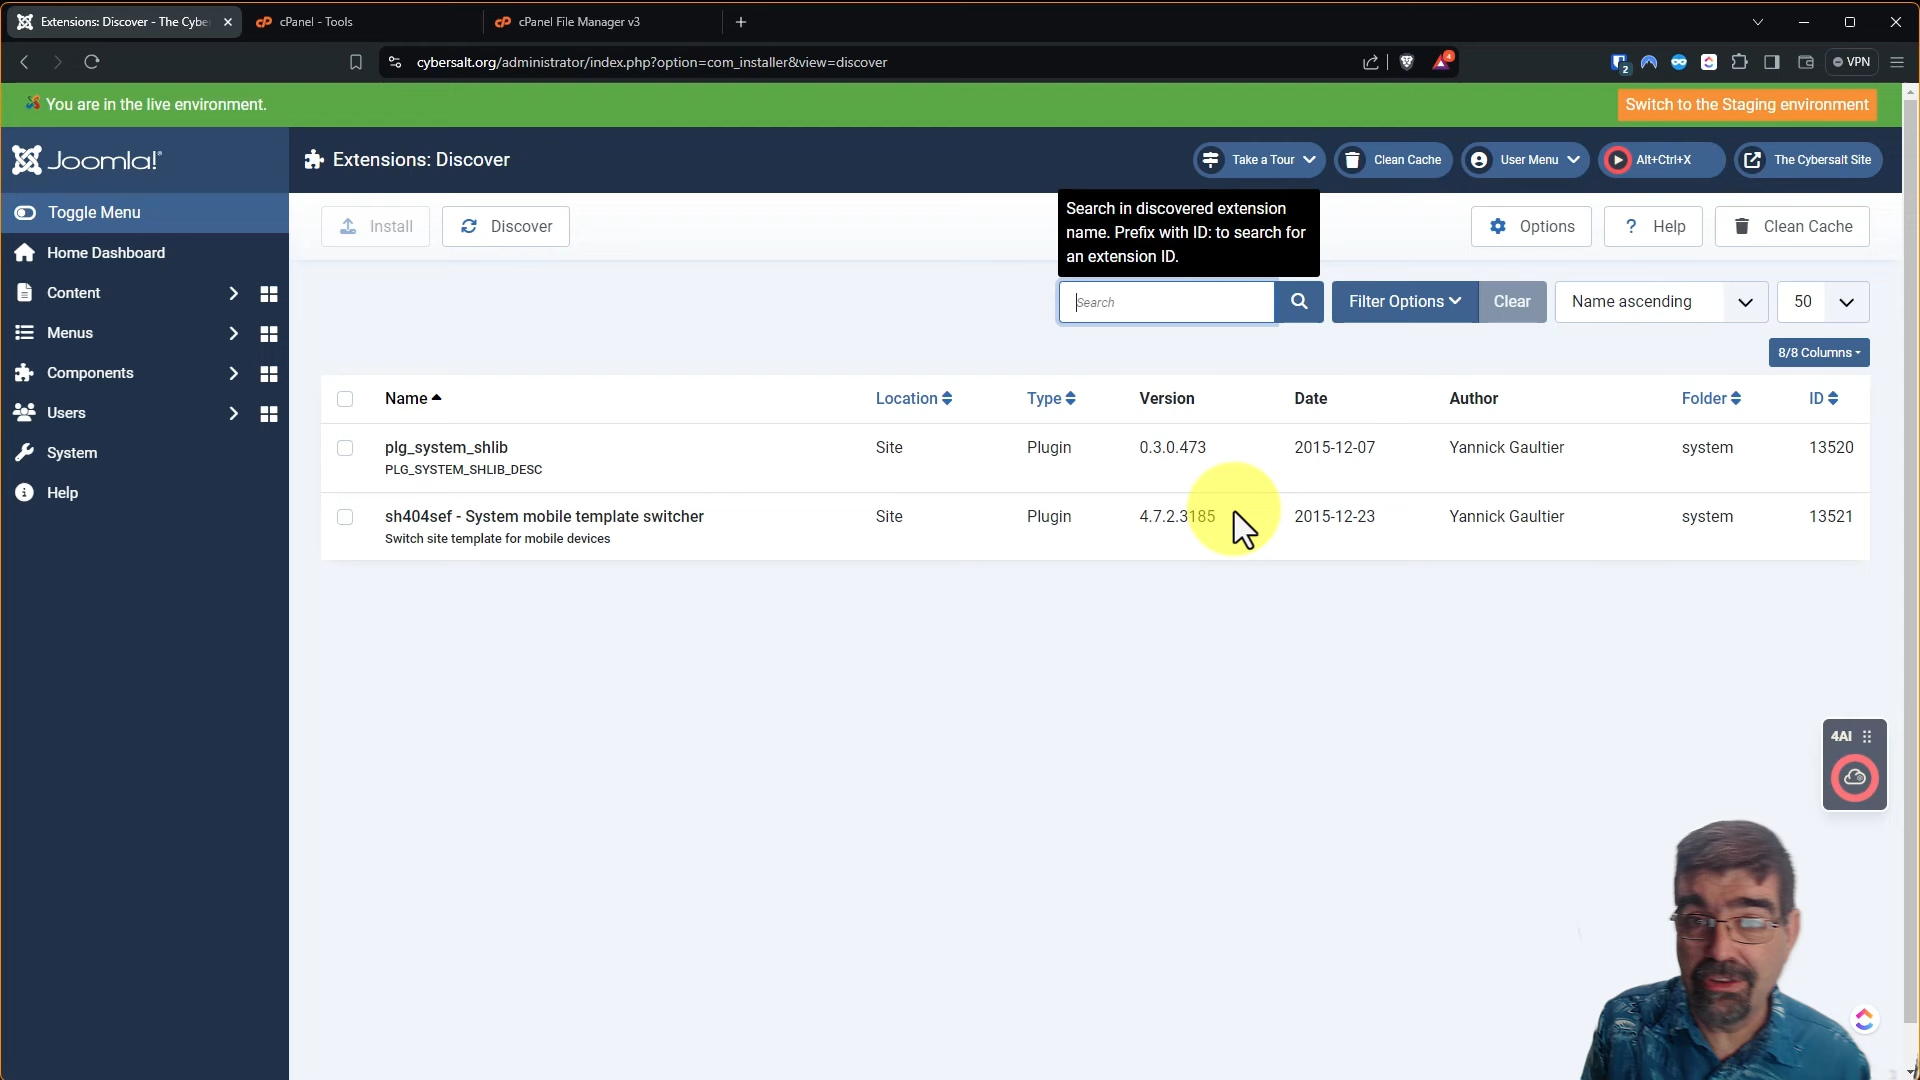 Extensions: Discover - The Cybe
cPanel - Tools
cPanel File Manager v3
cybersalt.org/administrator/index.php?option=com_installer&view=discover
4
2
VPN
You are in the live environment.
Switch to the Staging environment
Joomla!
Extensions: Discover
Take a Tour
Clean Cache
User Menu
Alt+Ctrl+X
The Cybersalt Site
Toggle Menu
Home Dashboard
Content
Menus
Components
Users
System
Help
Install
Discover
Search in discovered extension
name. Prefix with ID: to search for
an extension ID.
Options
Help
Clean Cache
Search
Filter Options
Clear
Name ascending
50
8/8 Columns
Name Location Type Version Date Author Folder ID
plg_system_shlib Site Plugin 0.3.0.473 2015-12-07 Yannick Gaultier system 13520
PLG_SYSTEM_SHLIB_DESC
sh404sef - System mobile template switcher Site Plugin 4.7.2.3185 2015-12-23 Yannick Gaultier system 13521
Switch site template for mobile devices
4AI